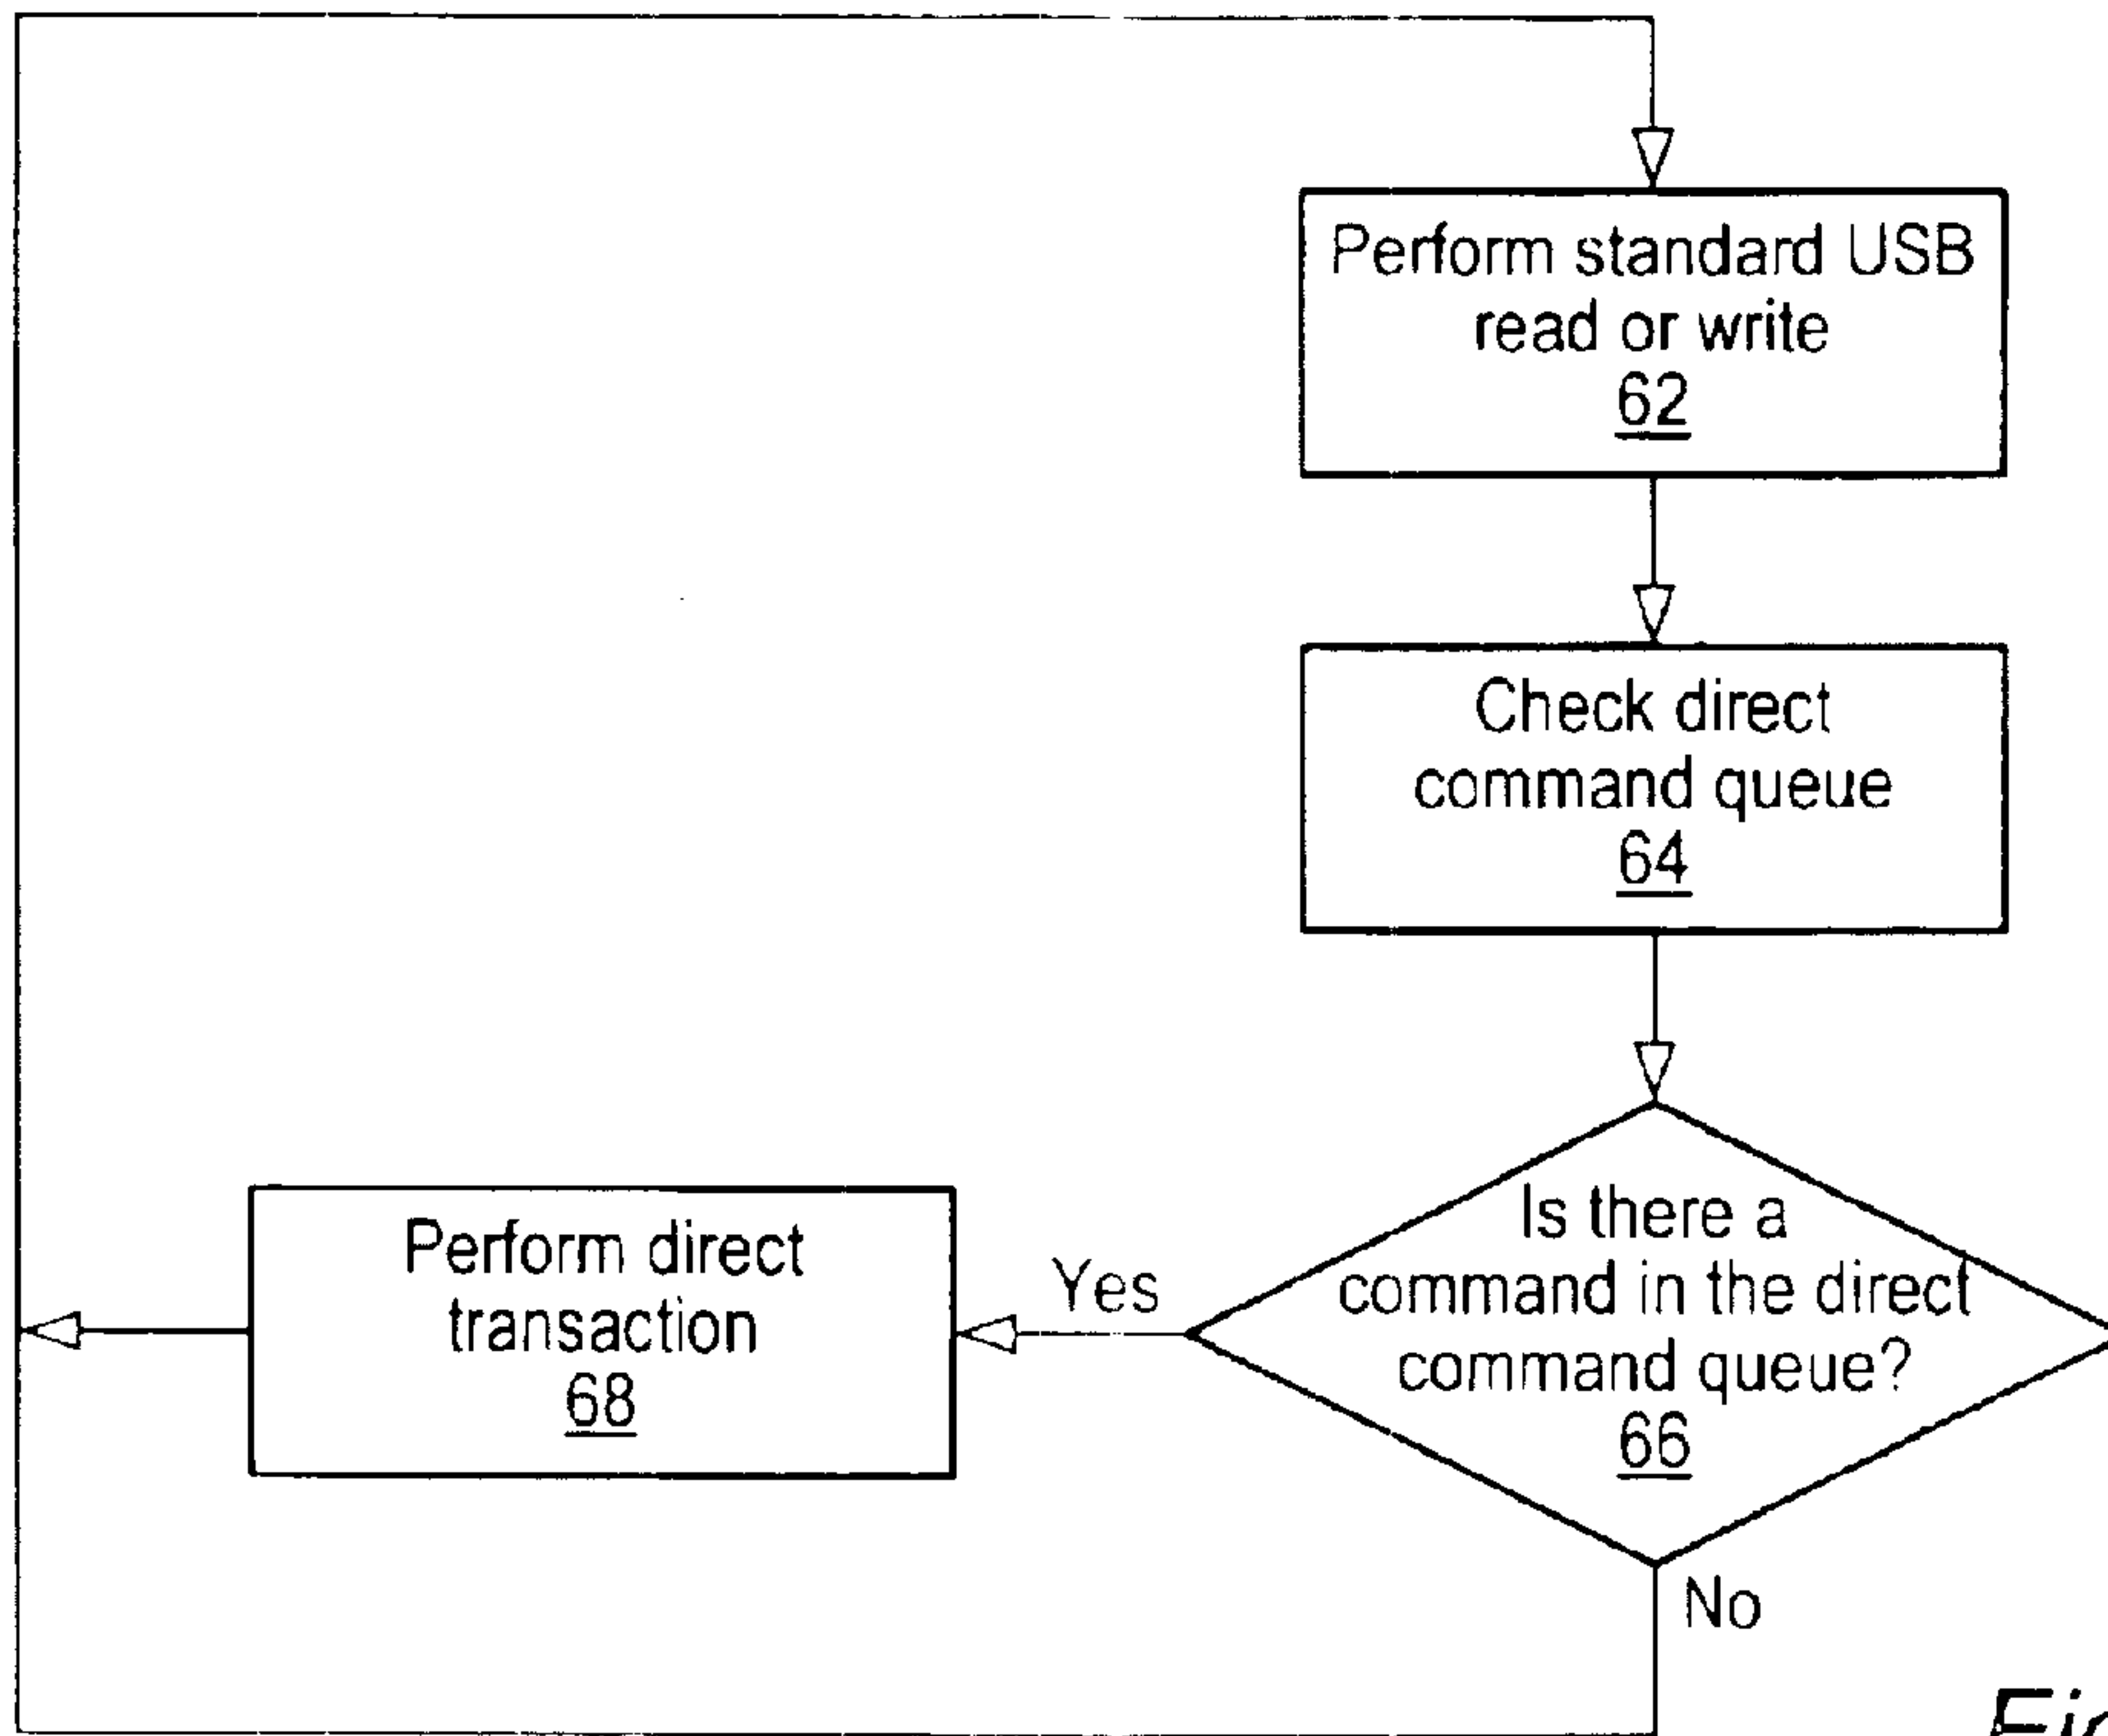 Perform standard USB
read or write
62
Check direct
command queue
64
Is there a
command in the direct
command queue?
66
Yes
Perform direct
transaction
68
No